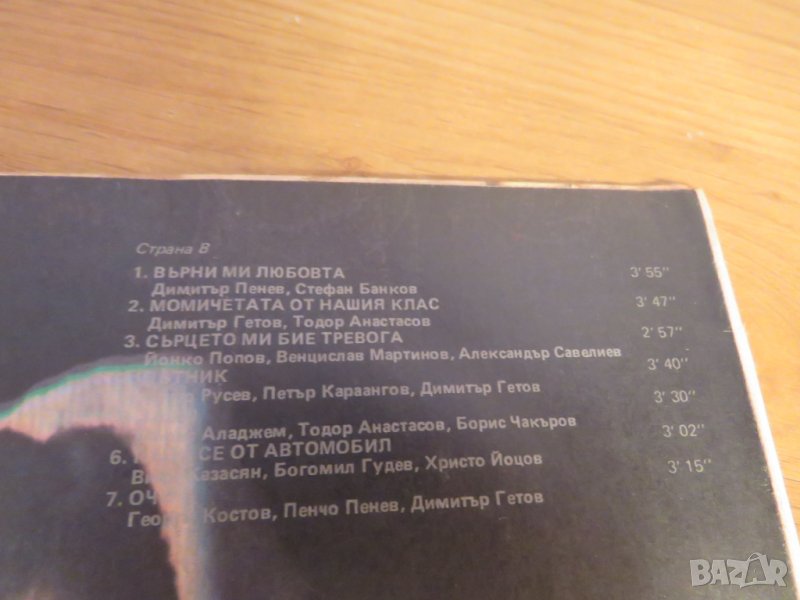 Страна В
1. ВЪРНИ МИ ЛЮБОВТА 3'55"
Димитър Пенев, Стефан Банков
2. МОМИЧЕТАТА ОТ НАШИЯ КЛАС 3'47"
Димитър Гетов, Тодор Анастасов
3. СЪРЦЕТО МИ БИЕ ТРЕВОГА 2'57"
Йонко Попов, Венцислав Мартинов, Александър Савелиев
3'40"
Русев, Петър Караангов, Димитър Гетов
3'30"
Аладжем, Тодор Анастасов, Борис Чакъров
6. СЕ ОТ АВТОМОБИЛ 3'02"
Казасян, Богомил Гудев, Христо Йоцов
7. 3'15"
Костов, Пенчо Пенев, Димитър Гетов
BAZAR